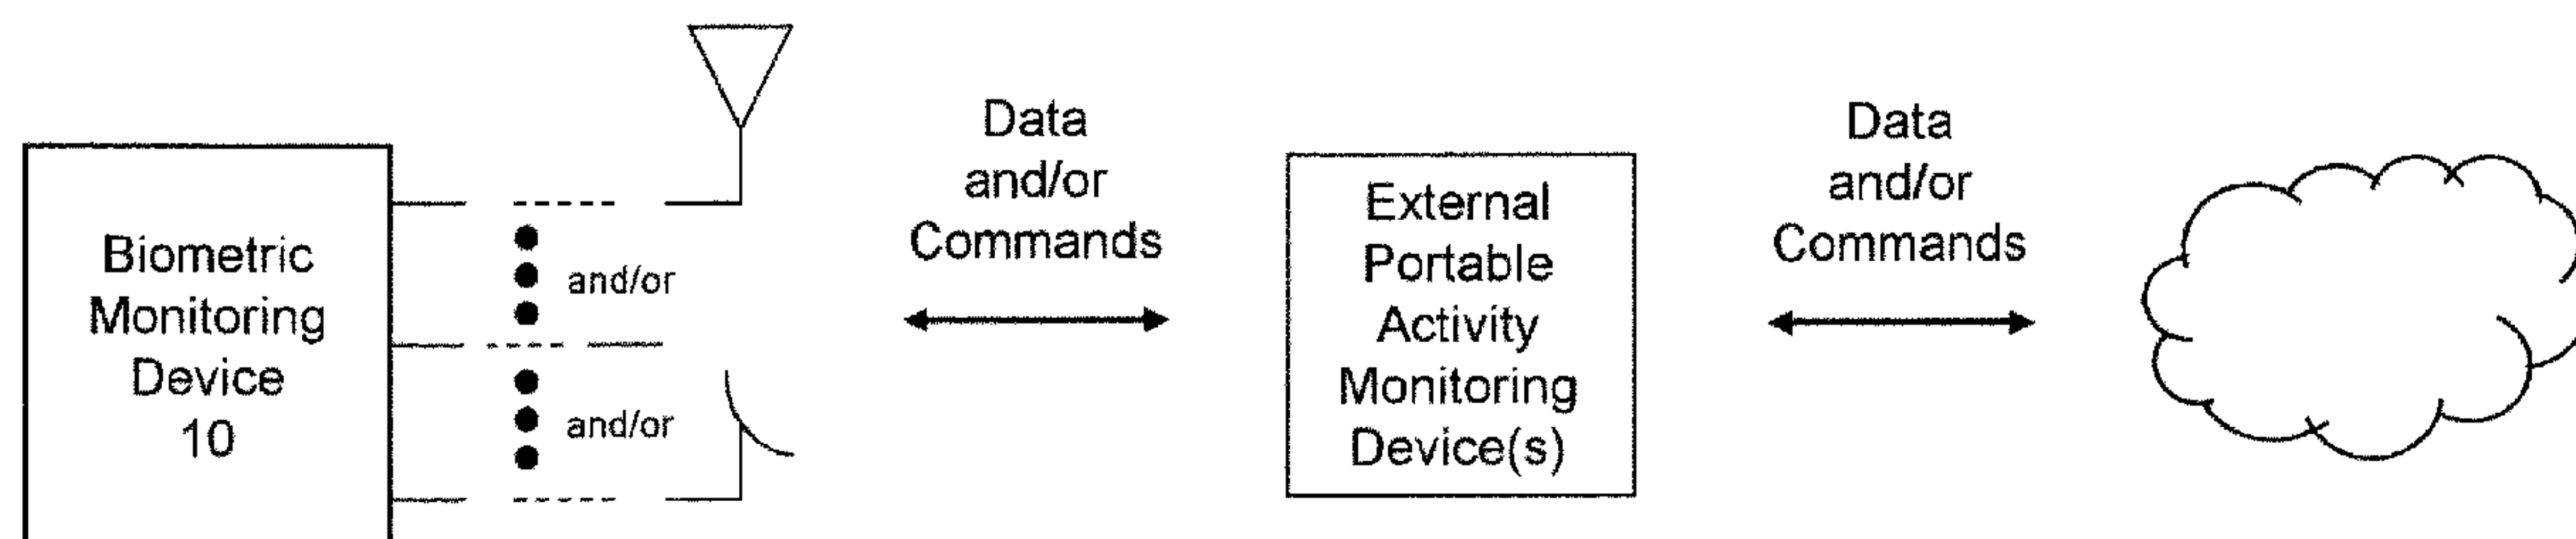 Biometric
Monitoring
Device
10
and/or
and/or
Data
and/or
Commands
External
Portable
Activity
Monitoring
Device(s)
Data
and/or
Commands